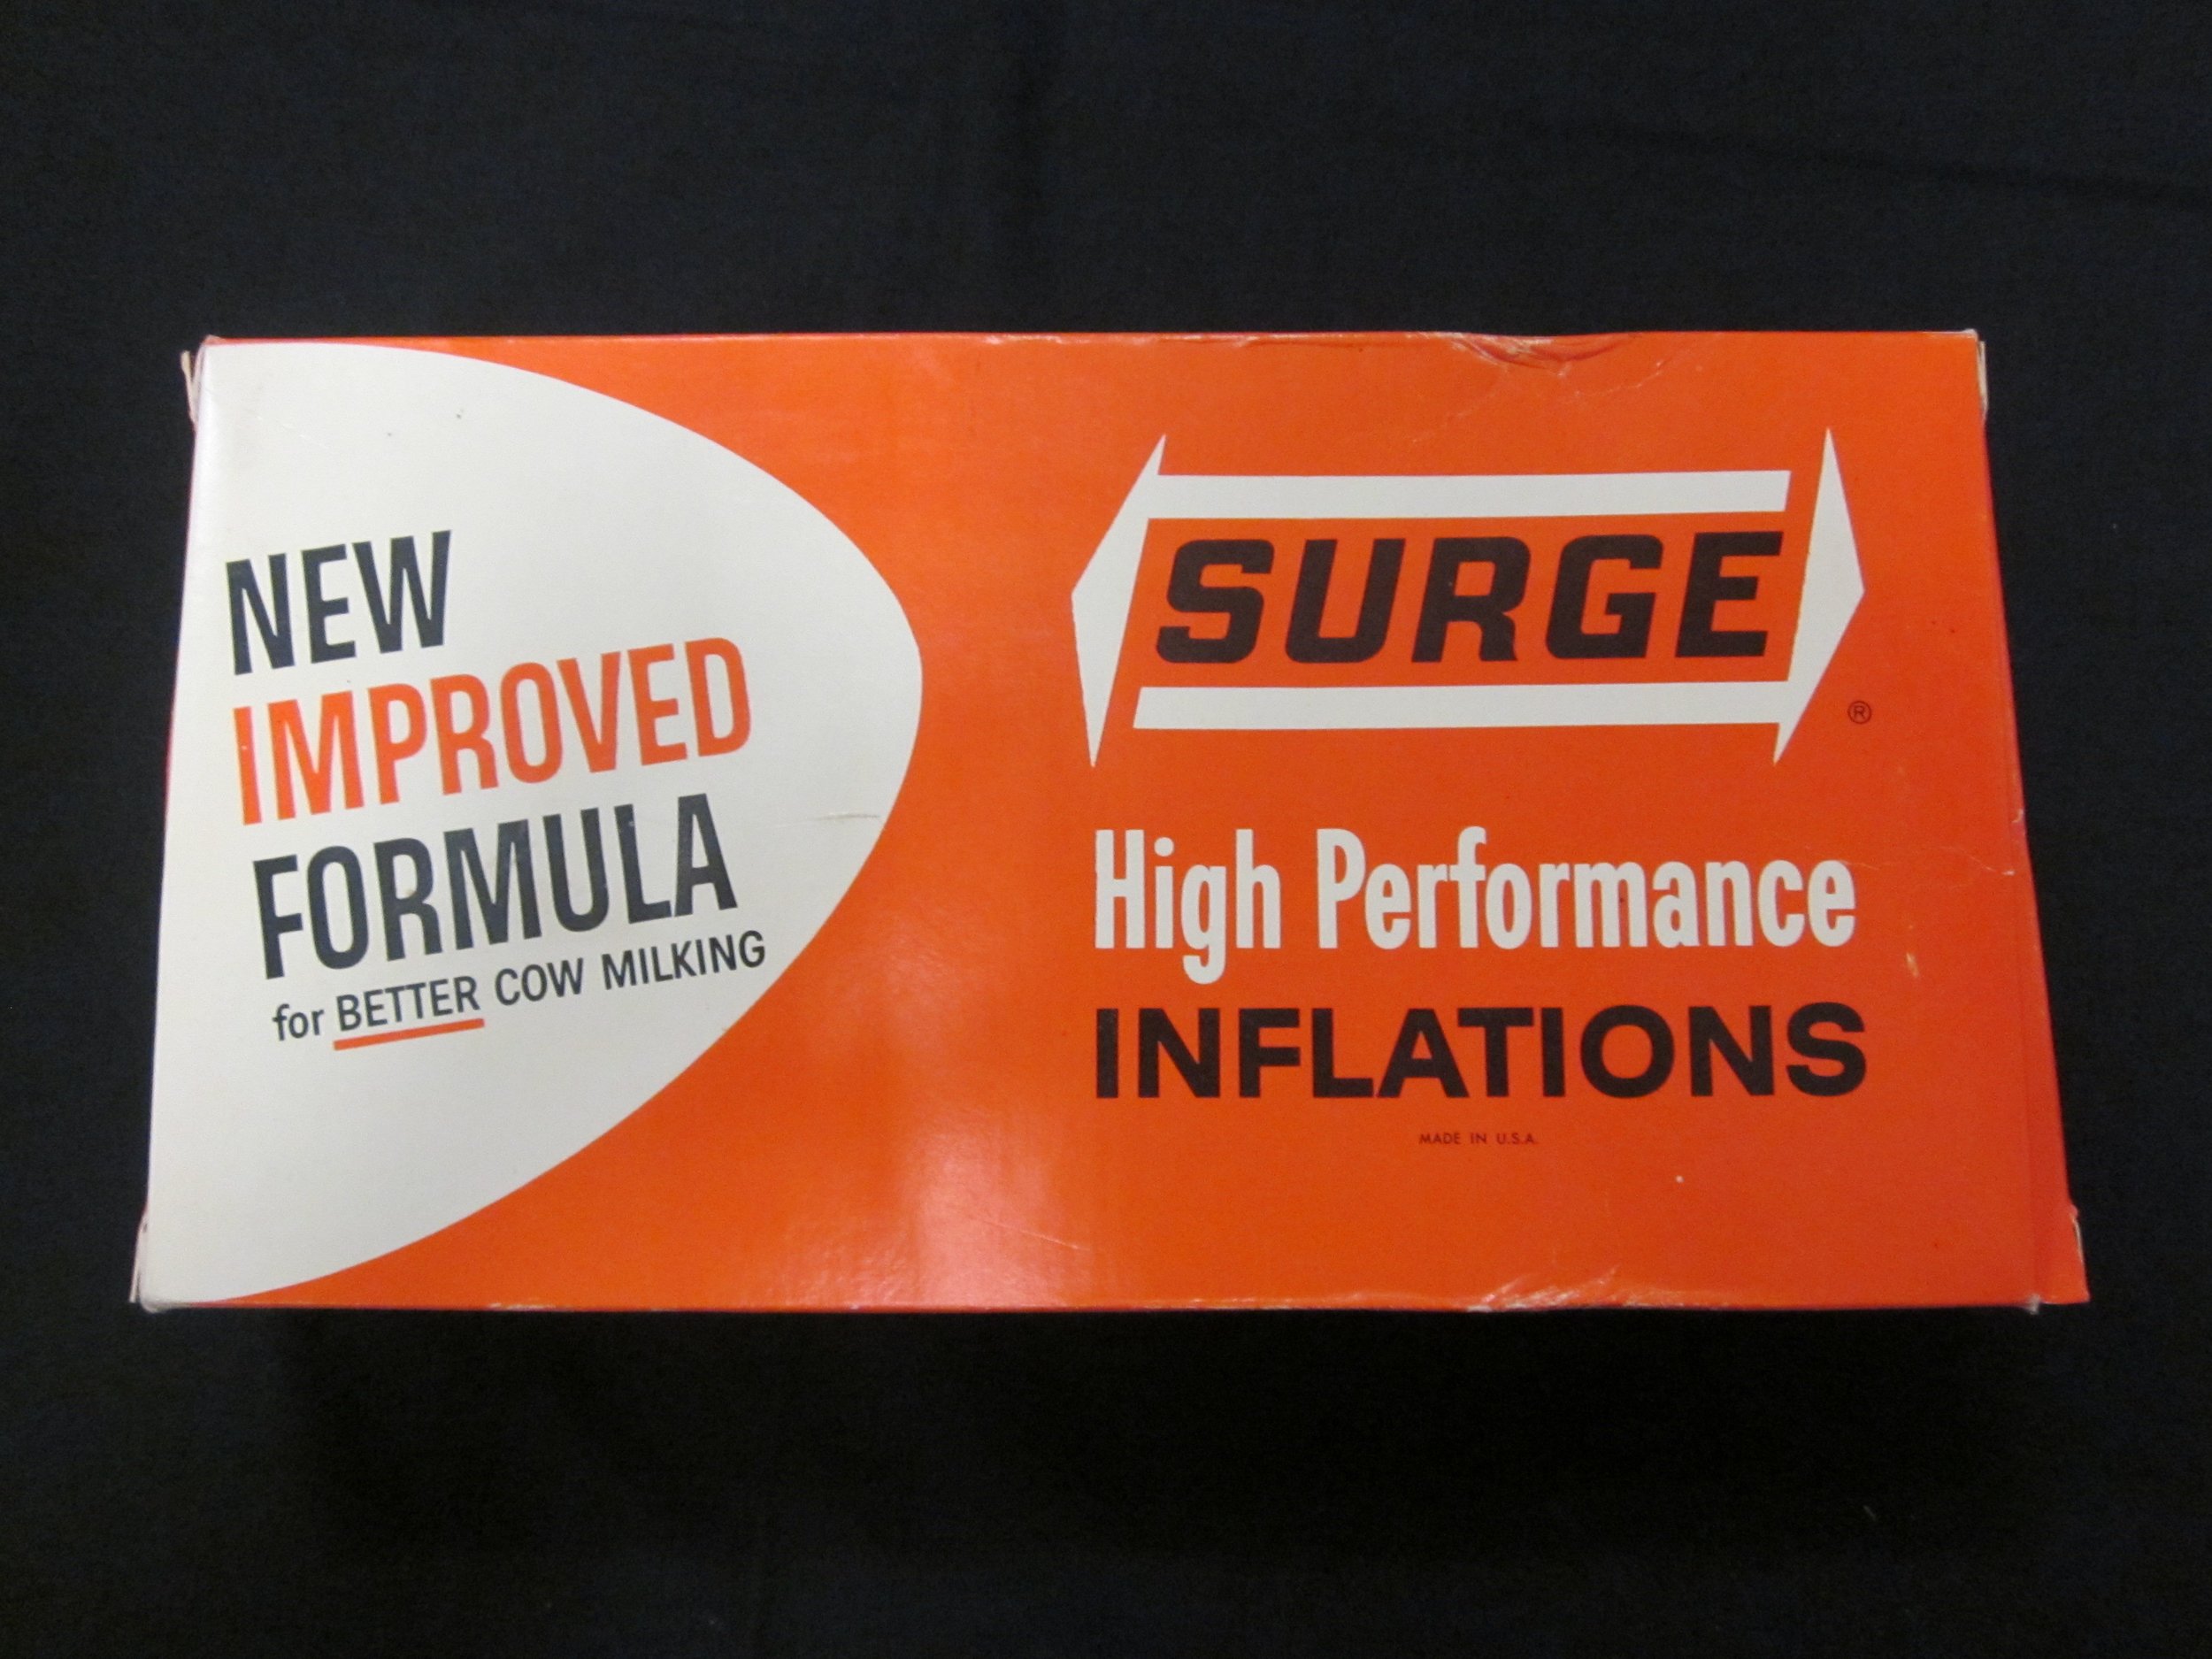 NEW
IMPROVED
FORMULA
for BETTER COW MILKING
SURGE
®
High Performance
INFLATIONS
MADE IN U.S.A.